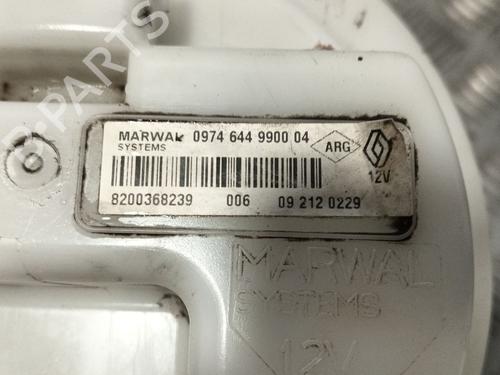 B-PARTS
MARWAL 0974 644 9900 04
SYSTEMS
ARG
12V
8200368239 006 09 212 0229
MARWAL
SYSTEMS
12V